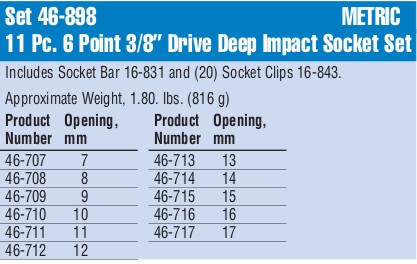 Set 46-898 METRIC
11 Pc. 6 Point 3/8” Drive Deep Impact Socket Set
Includes Socket Bar 16-831 and (20) Socket Clips 16-843.
Approximate Weight, 1.80. lbs. (816 g)
Product Opening, Product Opening,
Number mm Number mm
46-707 7 46-713 13
46-708 8 46-714 14
46-709 9 46-715 15
46-710 10 46-716 16
46-711 11 46-717 17
46-712 12